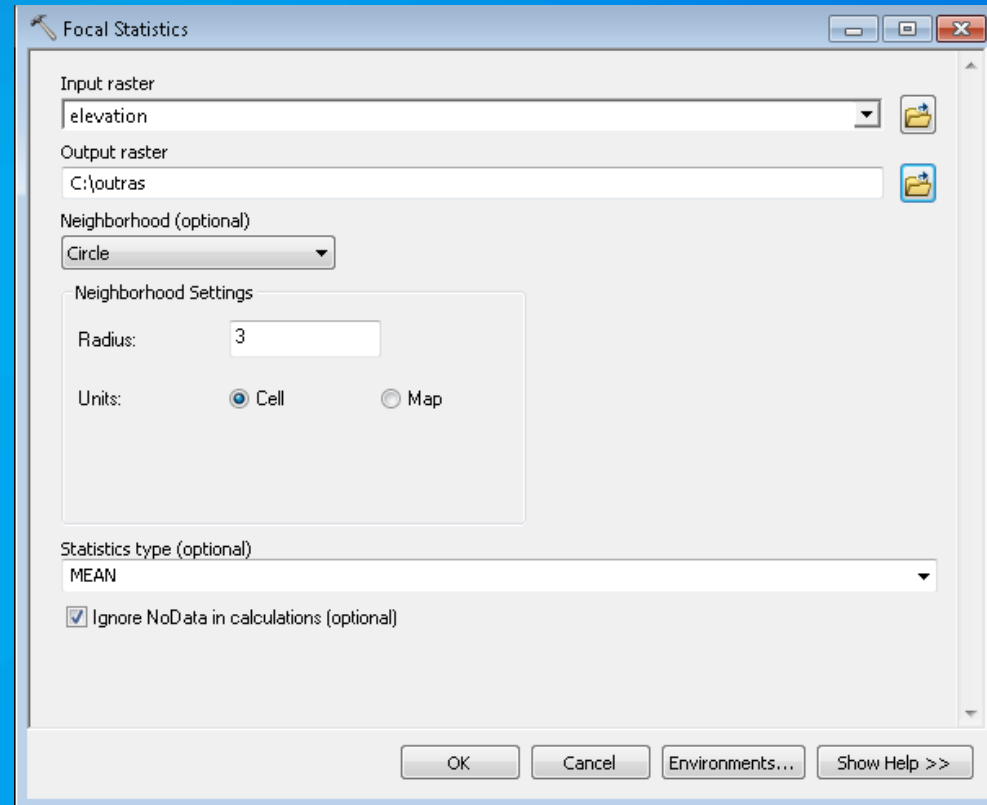 Focal Statistics
Input raster
elevation
Output raster
C:\outras
Neighborhood (optional)
Circle
Neighborhood Settings
Radius: 3
Units: Cell Map
Statistics type (optional)
MEAN
Ignore NoData in calculations (optional)
OK Cancel Environments... Show Help >>